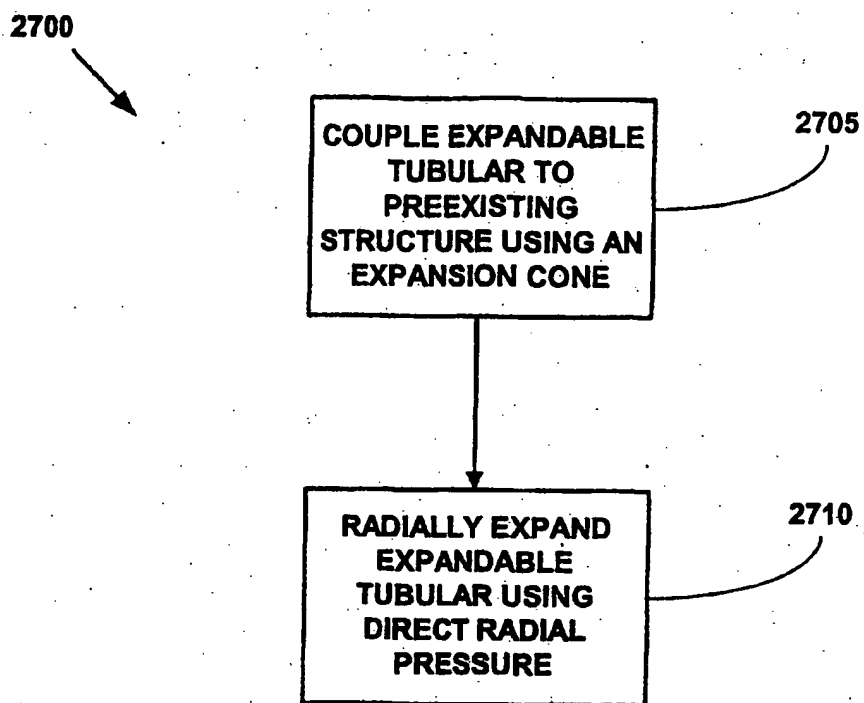 2700
COUPLE EXPANDABLE
TUBULAR TO
PREEXISTING
STRUCTURE USING AN
EXPANSION CONE
2705
RADIALLY EXPAND
EXPANDABLE
TUBULAR USING
DIRECT RADIAL
PRESSURE
2710